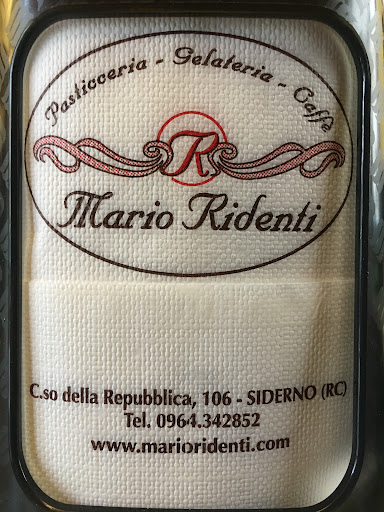 Pasticceria - Gelateria - Caffè
R
Mario Ridenti
C.so della Repubblica, 106 - SIDERNO (RC)
Tel. 0964.342852
www.marioridenti.com